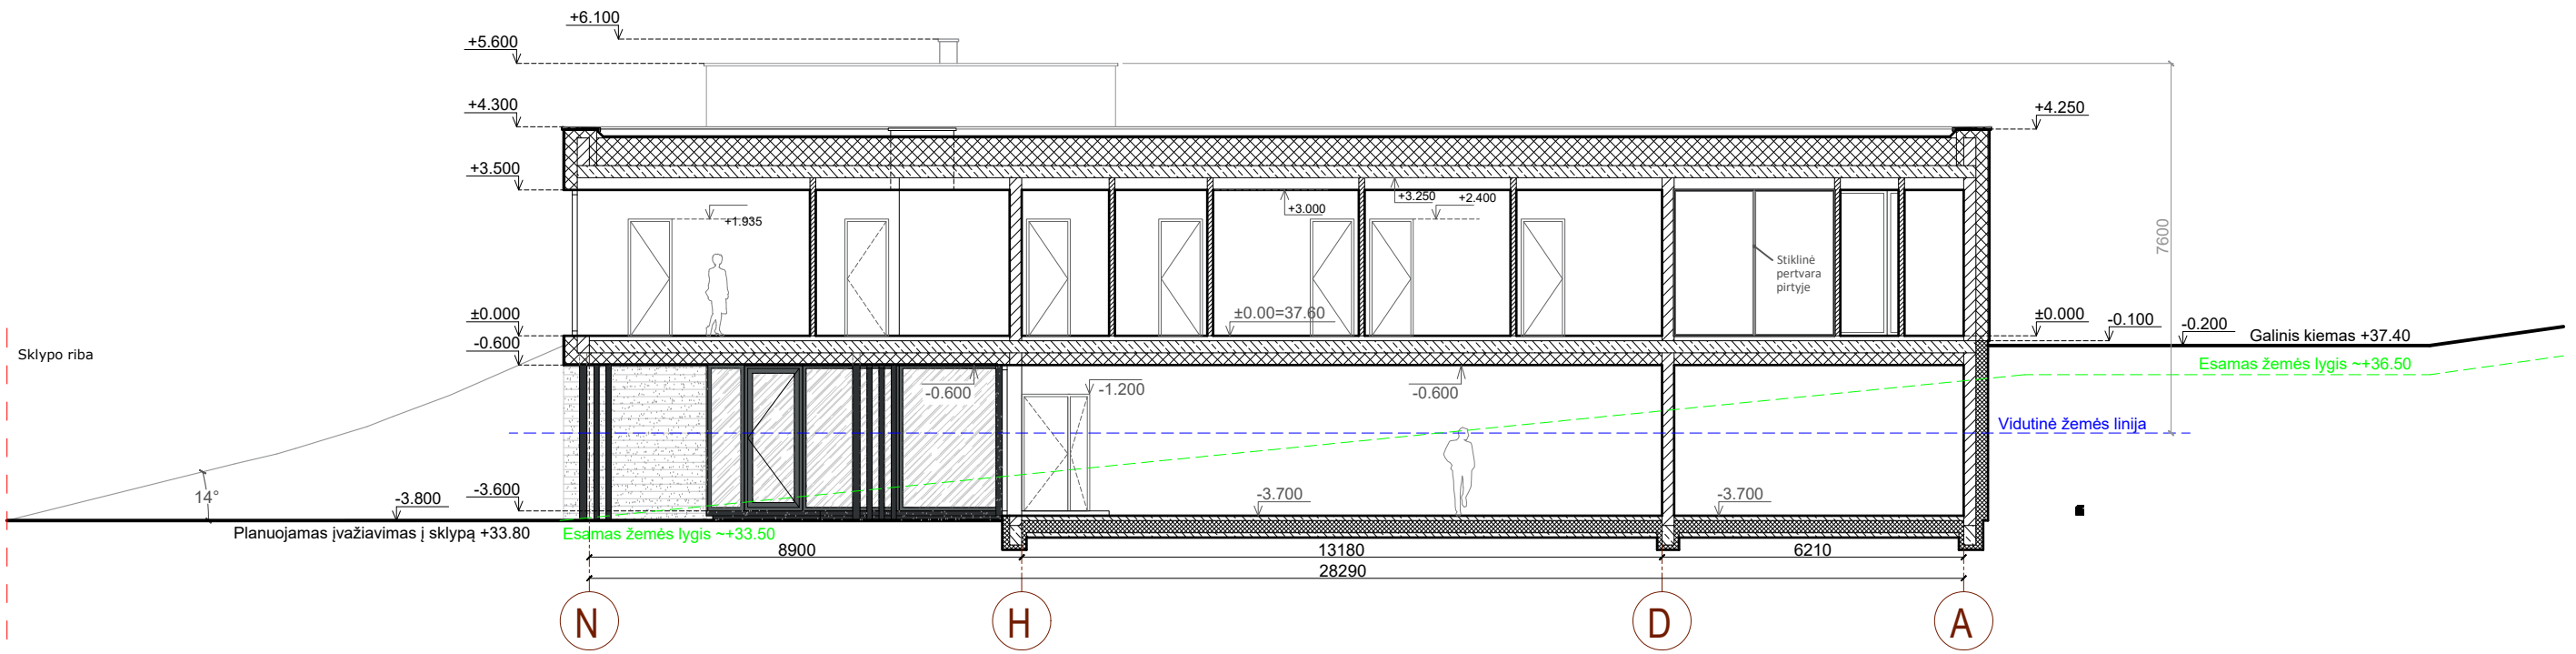 +6.100
+5.600
+4.300
+4.250
+3.500
+3.250
+2.400
+3.000
+1.935
7600
Stiklinė
pertvara
pirtyje
±0.000
±0.00=37.60
±0.000
-0.100
-0.200
Galinis kiemas +37.40
Sklypo riba
-0.600
Esamas žemės lygis ~+36.50
-0.600
-1.200
-0.600
Vidutinė žemės linija
14°
-3.800
-3.600
-3.700
-3.700
Planuojamas įvažiavimas į sklypą +33.80
Esamas žemės lygis ~+33.50
8900
13180
6210
28290
N
H
D
A